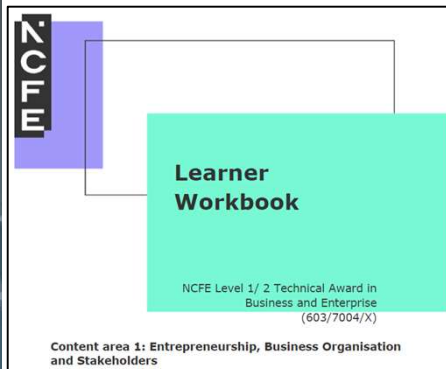 NCFE
Learner
Workbook
NCFE Level 1/ 2 Technical Award in
Business and Enterprise
(603/7004/X)
Content area 1: Entrepreneurship, Business Organisation
and Stakeholders